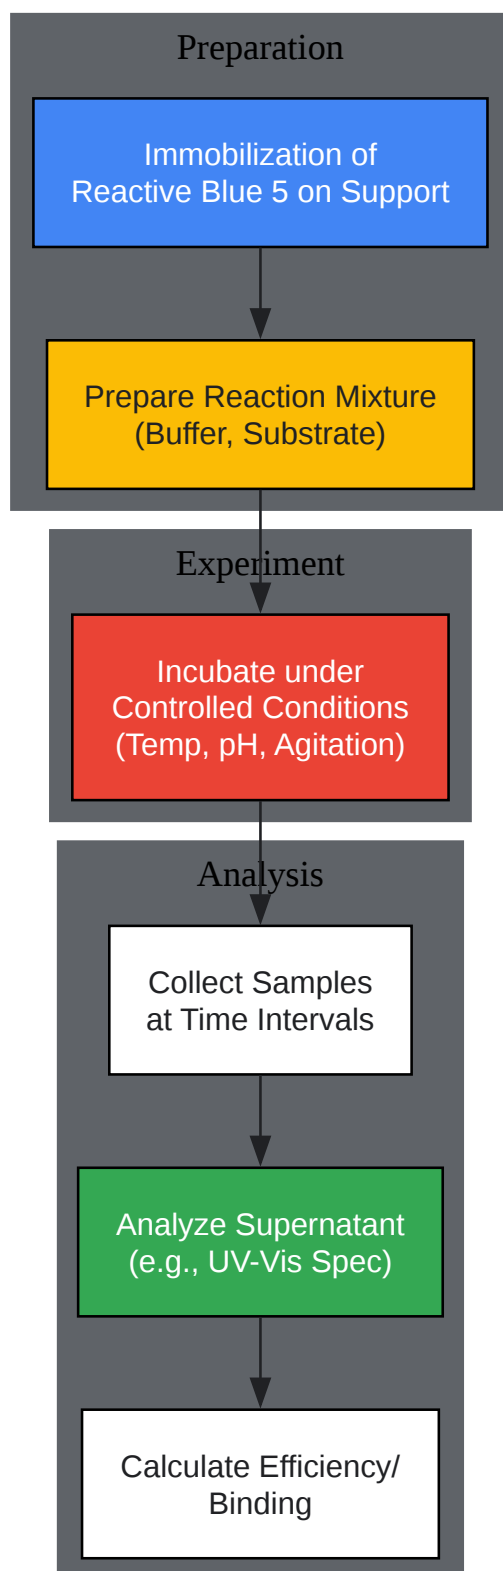 Preparation
Immobilization of
Reactive Blue 5 on Support
Prepare Reaction Mixture
(Buffer, Substrate)
Experiment
Incubate under
Controlled Conditions
(Temp, pH, Agitation)
Analysis
Collect Samples
at Time Intervals
Analyze Supernatant
(e.g., UV-Vis Spec)
Calculate Efficiency/
Binding